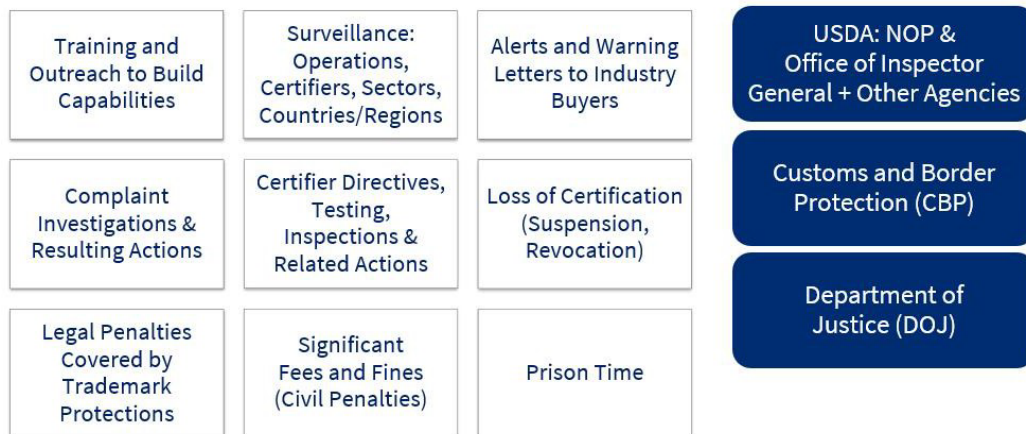 Training and
Outreach to Build
Capabilities
Surveillance:
Operations,
Certifiers, Sectors,
Countries/Regions
Alerts and Warning
Letters to Industry
Buyers
Complaint
Investigations &
Resulting Actions
Certifier Directives,
Testing,
Inspections &
Related Actions
Loss of Certification
(Suspension,
Revocation)
Legal Penalties
Covered by
Trademark
Protections
Significant
Fees and Fines
(Civil Penalties)
Prison Time
USDA: NOP &
Office of Inspector
General + Other Agencies
Customs and Border
Protection (CBP)
Department of
Justice (DOJ)